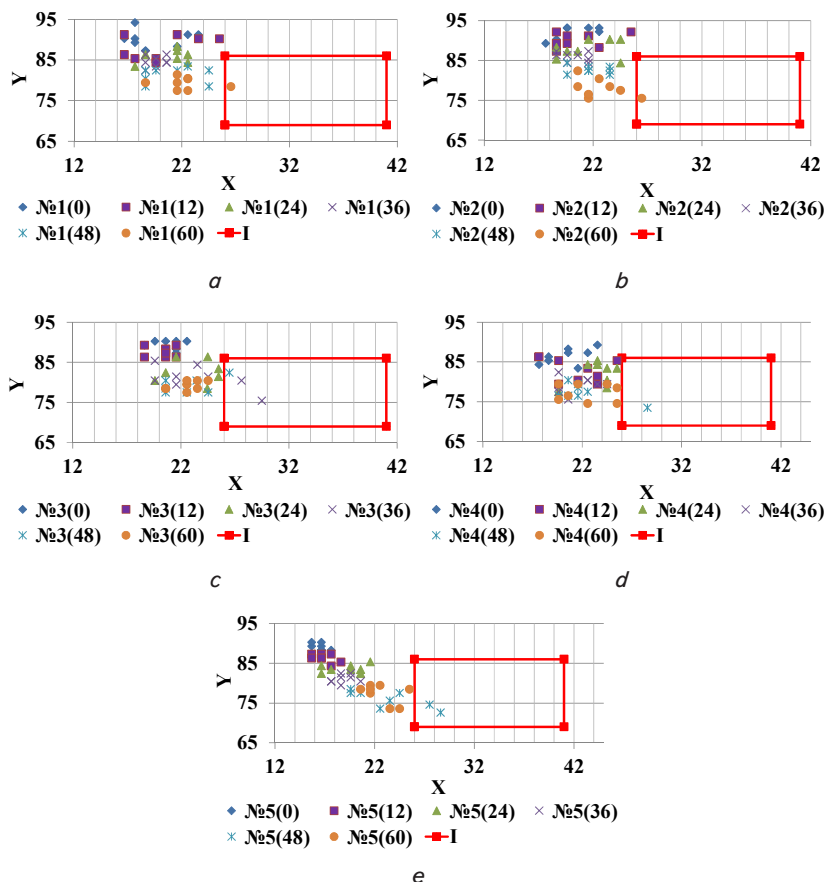 95
85
75
65
Y
12 22 32 42
X
№1(0) №1(12) №1(24) №1(36)
№1(48) №1(60) I
a
95
85
75
65
Y
12 22 32 42
X
№2(0) №2(12) №2(24) №2(36)
№2(48) №2(60) I
b
95
85
75
65
Y
12 22 32 42
X
№3(0) №3(12) №3(24) №3(36)
№3(48) №3(60) I
c
95
85
75
65
Y
12 22 32 42
X
№4(0) №4(12) №4(24) №4(36)
№4(48) №4(60) I
d
95
85
75
65
Y
12 22 32 42
X
№5(0) №5(12) №5(24) №5(36)
№5(48) №5(60) I
e